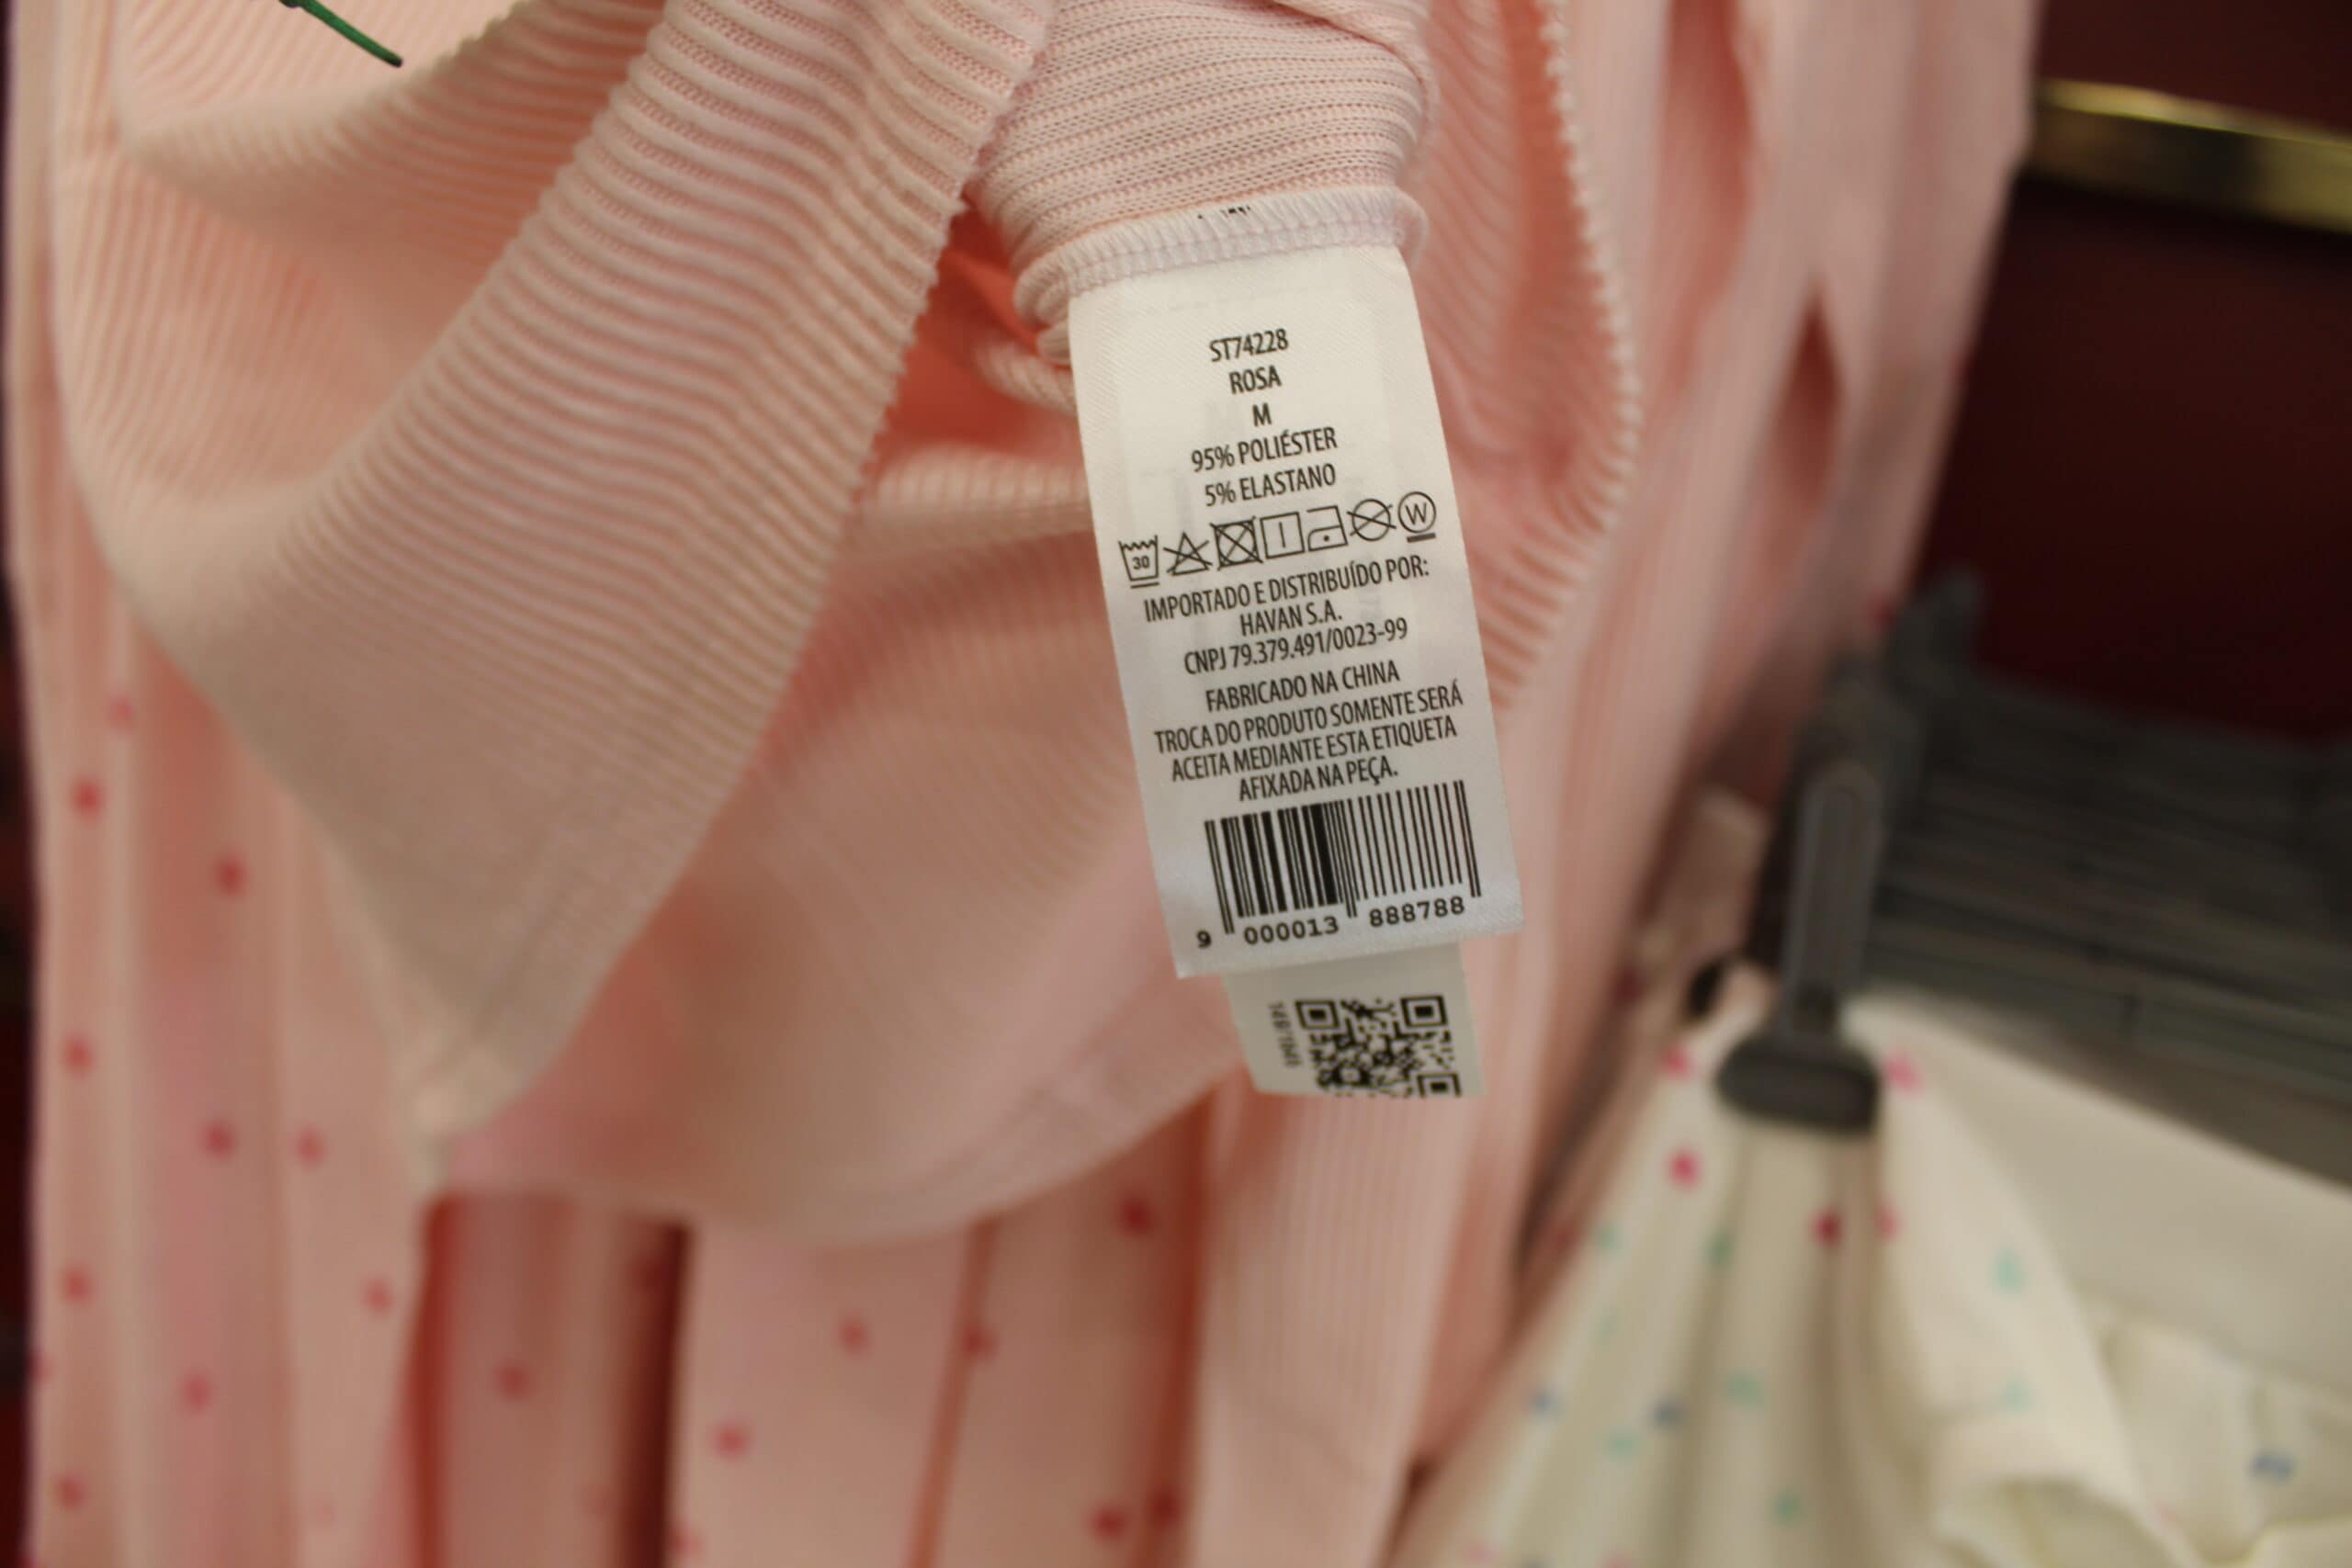 ST74228
ROSA
M
95% POLIÉSTER
5% ELASTANO
30 W
IMPORTADO E DISTRIBUÍDO POR:
HAVAN S.A.
CNPJ 79.379.491/0023-99
FABRICADO NA CHINA
TROCA DO PRODUTO SOMENTE SERÁ
ACEITA MEDIANTE ESTA ETIQUETA
AFIXADA NA PEÇA.
9 000013 888788